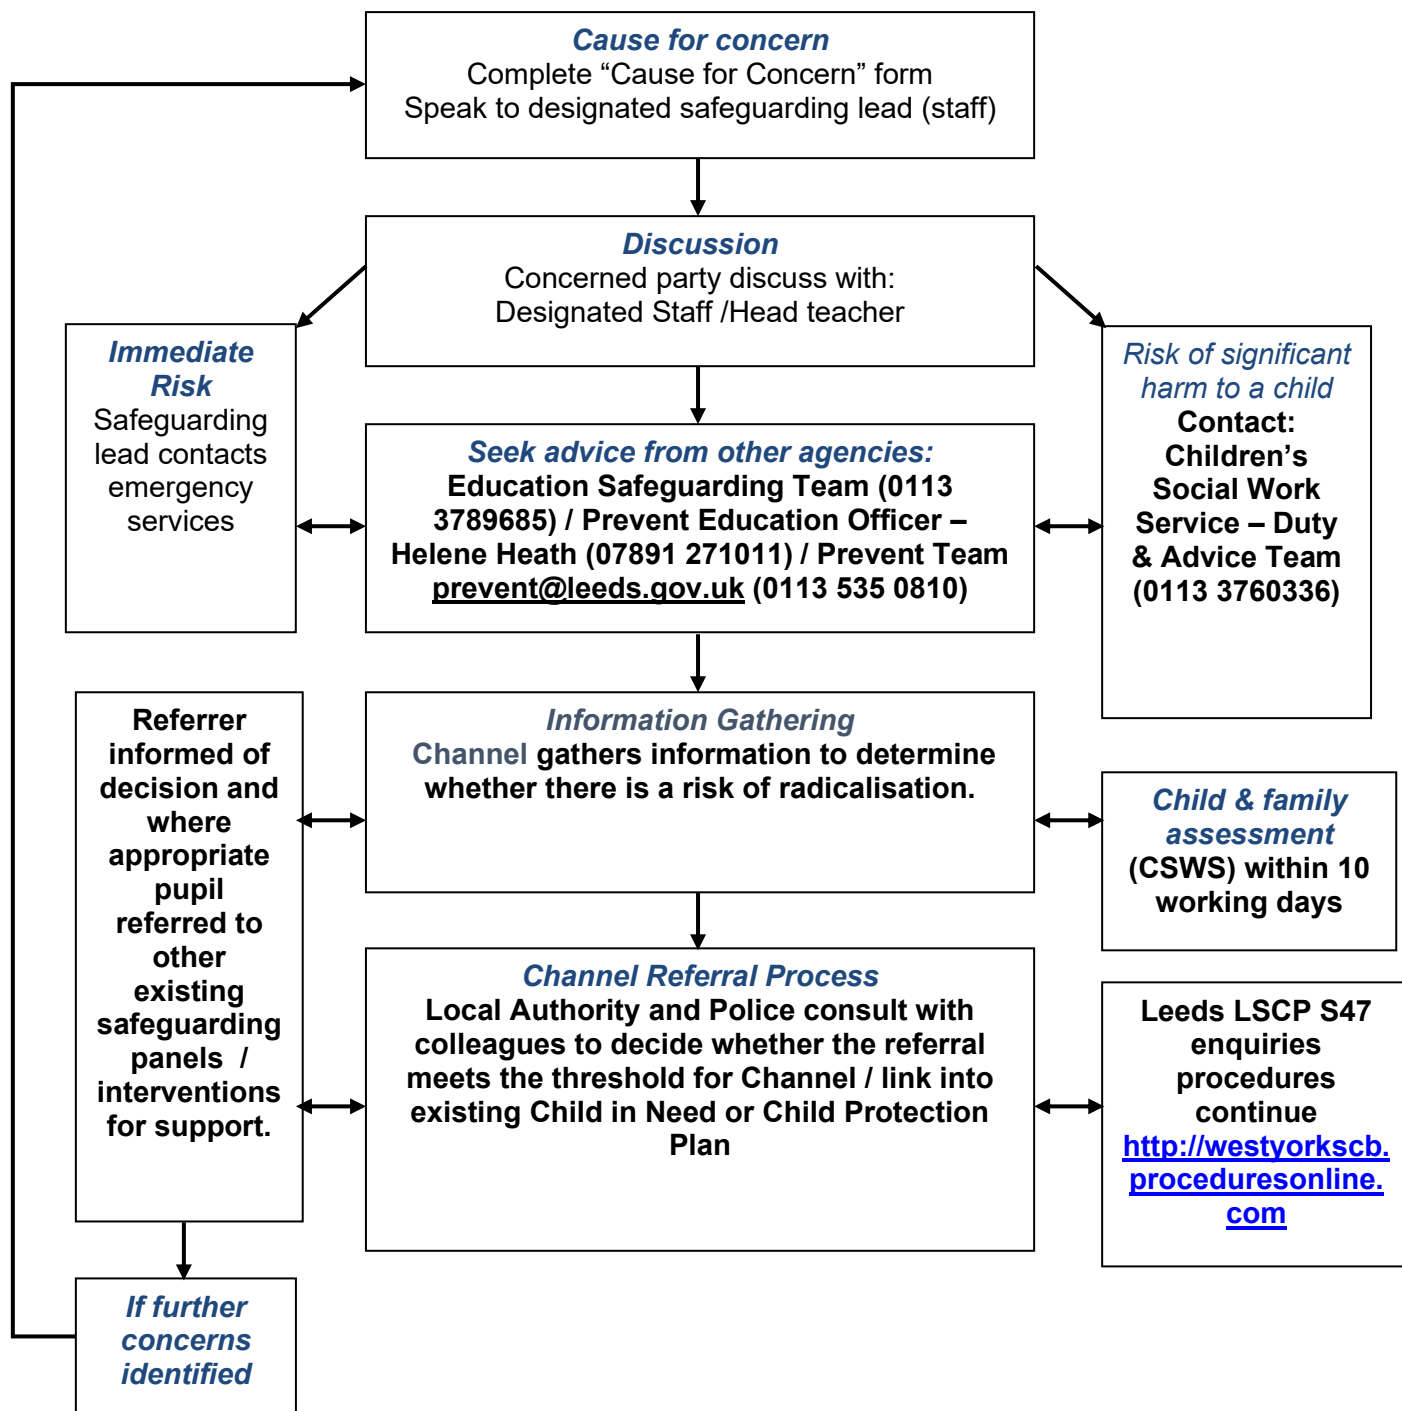 Cause for concern
Complete “Cause for Concern” form
Speak to designated safeguarding lead (staff)
Discussion
Concerned party discuss with:
Designated Staff /Head teacher
Immediate
Risk
Safeguarding
lead contacts
emergency
services
Seek advice from other agencies:
Education Safeguarding Team (0113
3789685) / Prevent Education Officer –
Helene Heath (07891 271011) / Prevent Team
prevent@leeds.gov.uk (0113 535 0810)
Risk of significant
harm to a child
Contact:
Children’s
Social Work
Service – Duty
& Advice Team
(0113 3760336)
Referrer
informed of
decision and
where
appropriate
pupil
referred to
other
existing
safeguarding
panels /
interventions
for support.
Information Gathering
Channel gathers information to determine
whether there is a risk of radicalisation.
Child & family
assessment
(CSWS) within 10
working days
Channel Referral Process
Local Authority and Police consult with
colleagues to decide whether the referral
meets the threshold for Channel / link into
existing Child in Need or Child Protection
Plan
Leeds LSCP S47
enquiries
procedures
continue
http://westyorkscb.
proceduresonline.
com
If further
concerns
identified